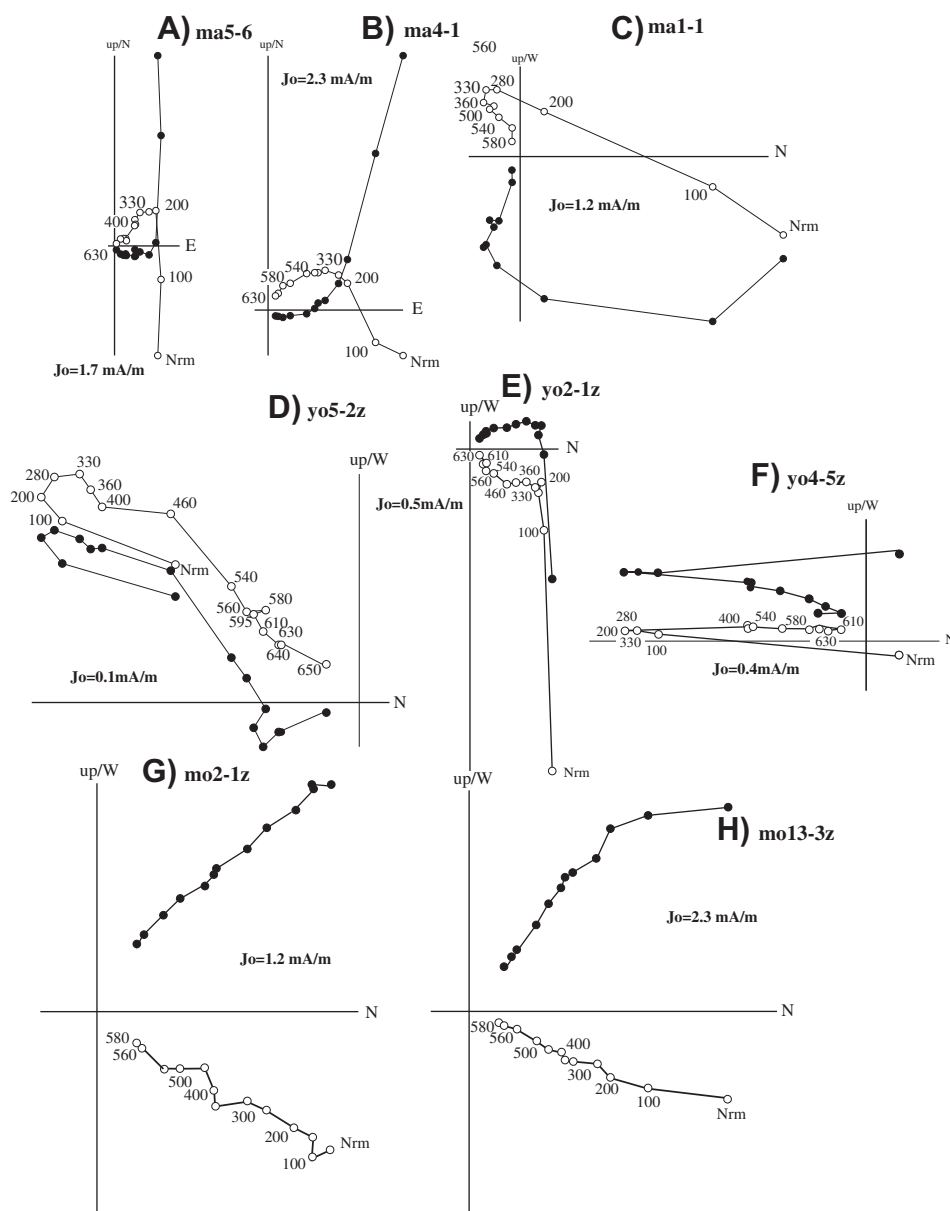 A) ma5-6
up/N
330
200
400
E
630
100
Nrm
Jo=1.7 mA/m
B) ma4-1
up/N
Jo=2.3 mA/m
330
540
580
200
630
E
100
Nrm
C) ma1-1
560
up/W
330
280
200
360
500
540
580
N
100
Jo=1.2 mA/m
Nrm
D) yo5-2z
up/W
330
280
360
200
400
460
100
Nrm
540
560
580
595
610
630
640
650
Jo=0.1mA/m
N
E) yo2-1z
up/W
N
630
610
540
360
200
560
460
330
Jo=0.5mA/m
100
Nrm
F) yo4-5z
up/W
280
400
540
580
610
200
330
100
630
N
Nrm
Jo=0.4mA/m
G) mo2-1z
up/W
Jo=1.2 mA/m
N
580
560
500
400
300
200
100
Nrm
H) mo13-3z
up/W
Jo=2.3 mA/m
N
580
560
500
400
300
200
100
Nrm